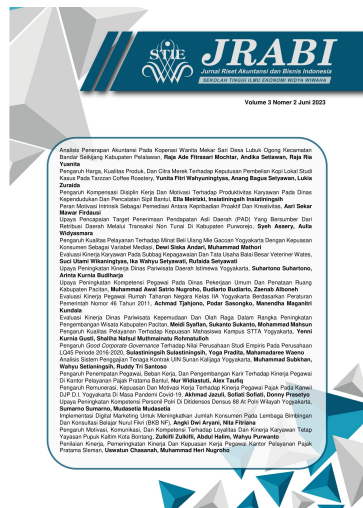 STIE
JRABI
Jurnal Riset Akuntansi dan Bisnis Indonesia
SEKOLAH TINGGI ILMU EKONOMI WIDYA WIWAHA
Volume 3 Nomer 2 Juni 2023
Analisis Penerapan Akuntansi Pada Koperasi Wanita Mekar Sari Desa Lubuk Ogong Kecamatan
Bandar Seikijang Kabupaten Pelalawan, Raja Ade Fitrasari Mochtar, Andika Setiawan, Raja Ria
Yusnita
Pengaruh Harga, Kualitas Produk, Dan Citra Merek Terhadap Keputusan Pembelian Kopi Lokal Studi
Kasus Pada Tarzzan Coffee Roastery, Yunita Fitri Wahyuningtyas, Anang Bagus Setyawan, Lukia
Zuraida
Pengaruh Kompensasi Disiplin Kerja Dan Motivasi Terhadap Produktivitas Karyawan Pada Dinas
Kependudukan Dan Pencatatan Sipil Bantul, Ella Meirizki, Insiatiningsih Insiatiningsih
Peran Motivasi Intrinsik Sebagai Pemediasi Antara Kepribadian Proaktif Dan Kreativitas, Asri Sekar
Mawar Firdausi
Upaya Pencapaian Target Penerimaan Pendapatan Asli Daerah (PAD) Yang Bersumber Dari
Retribusi Daerah Melalui Transaksi Non Tunai Di Kabupaten Purworejo, Syeh Assery, Aulia
Widyasmara
Pengaruh Kualitas Pelayanan Terhadap Minat Beli Ulang Me Gacoan Yogyakarta Dengan Kepuasan
Konsumen Sebagai Variabel Mediasi, Dewi Siska Andari, Muhammad Mathori
Evaluasi Kinerja Karyawan Pada Subbag Kepagawaian Dan Tata Usaha Balai Besar Veteriner Wates,
Suci Utami Wikaningtyas, Ika Wahyu Setyawati, Rufaida Setyawati
Upaya Peningkatan Kinerja Dinas Pariwisata Daerah Istimewa Yogyakarta, Suhartono Suhartono,
Arinta Kurnia Budiharja
Upaya Peningkatan Kompetensi Pegawai Pada Dinas Pekerjaan Umum Dan Penataan Ruang
Kabupaten Pacitan, Muhammad Awal Satrio Nugroho, Budiarto Budiarto, Zaenab Alboneh
Evaluasi Kinerja Pegawai Rumah Tahanan Negara Kelas IIA Yogyakarta Berdasarkan Peraturan
Pemerintah Nomor 46 Tahun 2011, Achmad Tjahjono, Podar Sasongko, Manendha Maganitri
Kundala
Evaluasi Kinerja Dinas Pariwisata Kepemudaan Dan Olah Raga Dalam Rangka Peningkatan
Pengembangan Wisata Kabupaten Pacitan, Meidi Syaflan, Sukanto Sukanto, Mohammad Mahsun
Pengaruh Kualitas Pelayanan Terhadap Kepuasan Mahasiswa Kampus STTA Yogyakarta, Yenni
Kurnia Gusti, Shaliha Nafsul Muthmainatu Rohmatulloh
Pengaruh Good Corporate Governance Terhadap Nilai Perusahaan Studi Empiris Pada Perusahaan
LQ45 Periode 2016-2020, Sulastiningsih Sulastiningsih, Yoga Pradita, Mahamadaree Waeno
Analisis Sistem Penggajian Tenaga Kontrak UIN Sunan Kalijaga Yogyakarta, Muhammad Subkhan,
Wahyu Setianingsih, Ruddy Tri Santoso
Pengaruh Penempatan Pegawai, Beban Kerja, Dan Pengembangan Karir Terhadap Kinerja Pegawai
Di Kantor Pelayanan Pajak Pratama Bantul, Nur Widiastuti, Alex Taufiq
Pengaruh Remunerasi, Kepuasan Dan Motivasi Kerja Terhadap Kinerja Pegawai Pajak Pada Kanwil
DJP D.I. Yogyakarta Di Masa Pandemi Covid-19, Akhmad Jazuli, Sofiati Sofiati, Donny Prasetyo
Upaya Peningkatan Kompetensi Personil Polri Di Ditidensos Densus 88 At Polri Wilayah Yogyakarta,
Sumarno Sumarno, Mudasetia Mudasetia
Implementasi Digital Marketing Untuk Meningkatkan Jumlah Konsumen Pada Lembaga Bimbingan
Dan Konsultasi Belajar Nurul Fikri (BKB NF), Angki Dwi Aryani, Nita Fitriana
Pengaruh Motivasi, Komunikasi, Dan Kompetensi Terhadap Loyalitas Dan Kinerja Karyawan Tetap
Yayasan Pupuk Kaltim Kota Bontang, Zulkifli Zulkifli, Abdul Halim, Wahyu Purwanto
Penilaian Kinerja, Pemeringkatan Kinerja Dan Kepuasan Kerja Pegawai Kantor Pelayanan Pajak
Pratama Sleman, Uswatun Chasanah, Muhammad Heri Nugroho